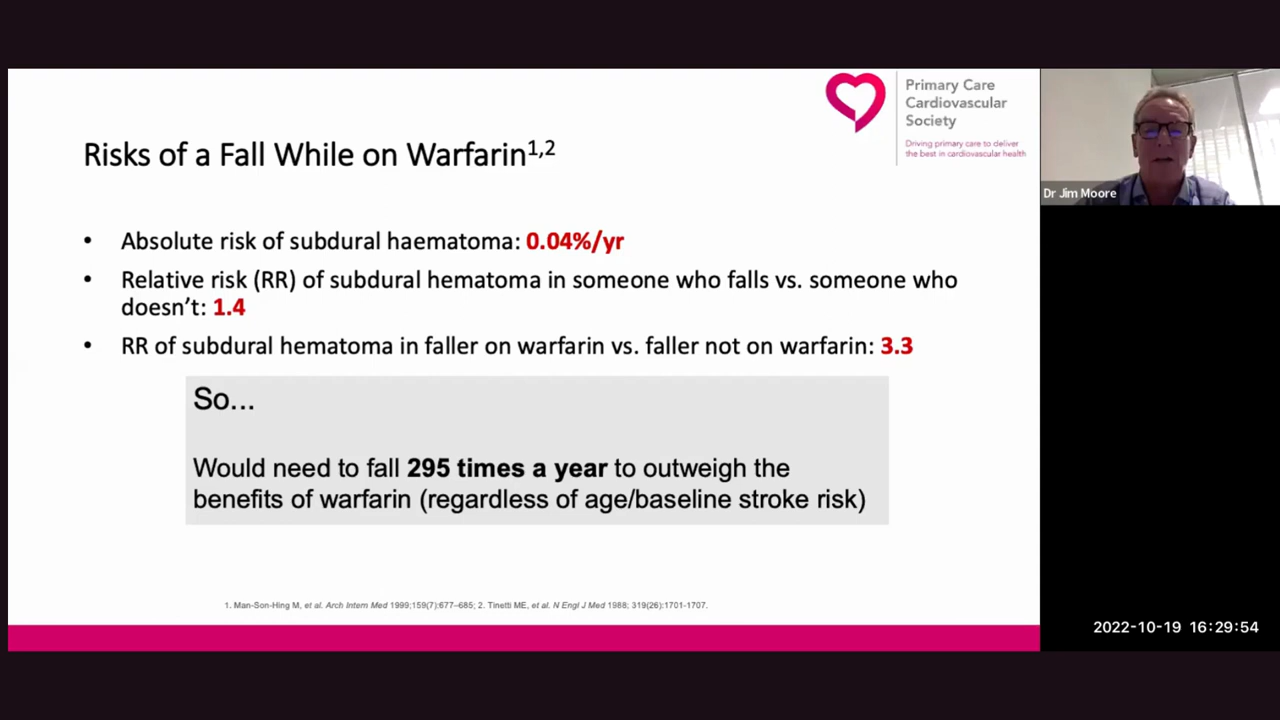 Primary Care
Cardiovascular
Society
Driving primary care to deliver
the best in cardiovascular health
Risks of a Fall While on Warfarin1,2
• Absolute risk of subdural haematoma: 0.04%/yr
• Relative risk (RR) of subdural hematoma in someone who falls vs. someone who
doesn’t: 1.4
• RR of subdural hematoma in faller on warfarin vs. faller not on warfarin: 3.3
So...
Would need to fall 295 times a year to outweigh the
benefits of warfarin (regardless of age/baseline stroke risk)
1. Man-Son-Hing M, et al. Arch Intern Med 1999;159(7):677–685; 2. Tinetti ME, et al. N Engl J Med 1988; 319(26):1701-1707.
Dr Jim Moore
2022-10-19 16:29:54